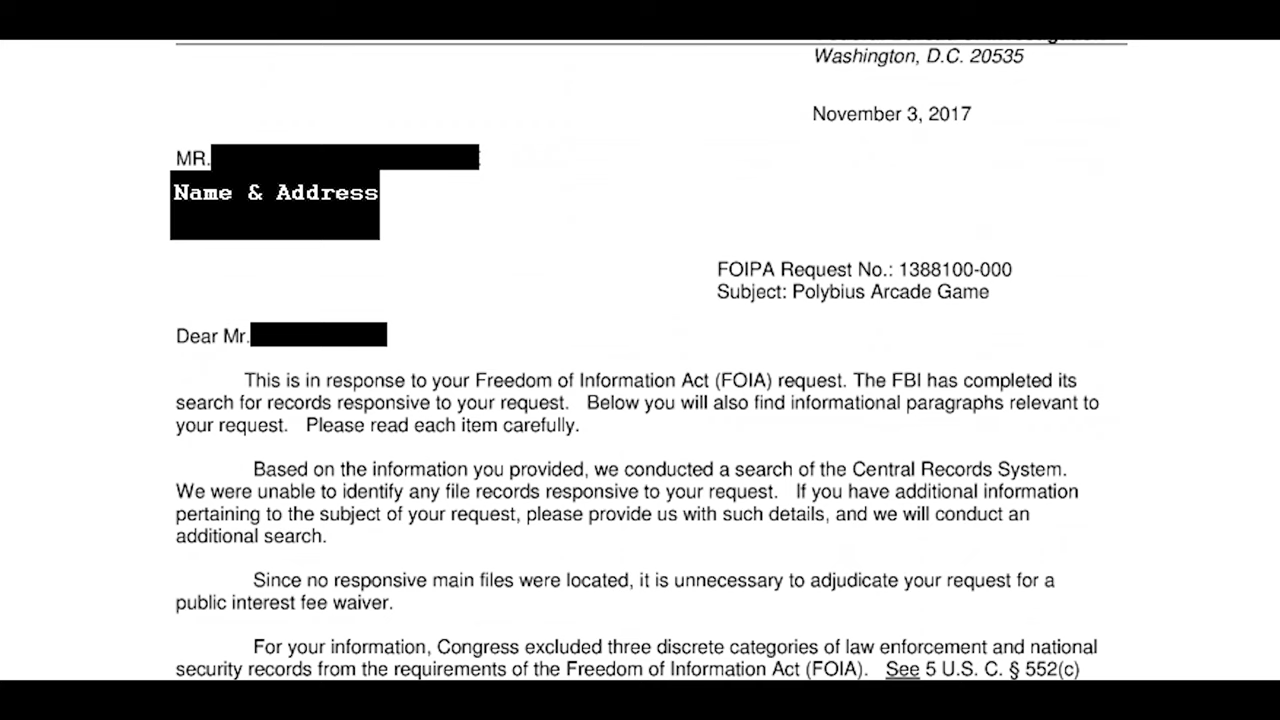 Washington, D.C. 20535
November 3, 2017
MR.
Name & Address
FOIPA Request No.: 1388100-000
Subject: Polybius Arcade Game
Dear Mr.
This is in response to your Freedom of Information Act (FOIA) request. The FBI has completed its
search for records responsive to your request. Below you will also find informational paragraphs relevant to
your request. Please read each item carefully.
Based on the information you provided, we conducted a search of the Central Records System.
We were unable to identify any file records responsive to your request. If you have additional information
pertaining to the subject of your request, please provide us with such details, and we will conduct an
additional search.
Since no responsive main files were located, it is unnecessary to adjudicate your request for a
public interest fee waiver.
For your information, Congress excluded three discrete categories of law enforcement and national
security records from the requirements of the Freedom of Information Act (FOIA). See 5 U.S. C. § 552(c)